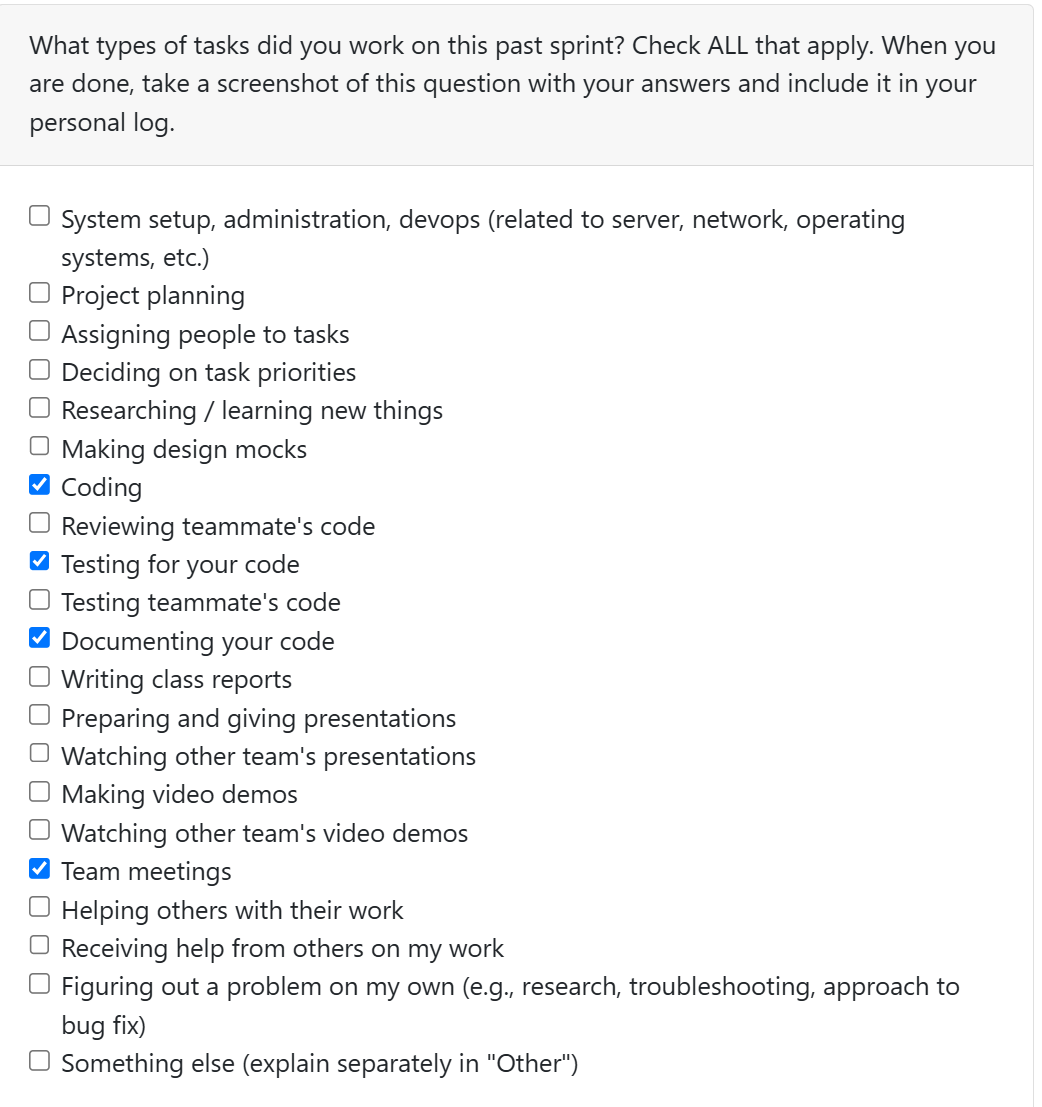 What types of tasks did you work on this past sprint? Check ALL that apply. When you
are done, take a screenshot of this question with your answers and include it in your
personal log.
System setup, administration, devops (related to server, network, operating
systems, etc.)
Project planning
Assigning people to tasks
Deciding on task priorities
Researching / learning new things
Making design mocks
Coding
Reviewing teammate's code
Testing for your code
Testing teammate's code
Documenting your code
Writing class reports
Preparing and giving presentations
Watching other team's presentations
Making video demos
Watching other team's video demos
Team meetings
Helping others with their work
Receiving help from others on my work
Figuring out a problem on my own (e.g., research, troubleshooting, approach to
bug fix)
Something else (explain separately in "Other")